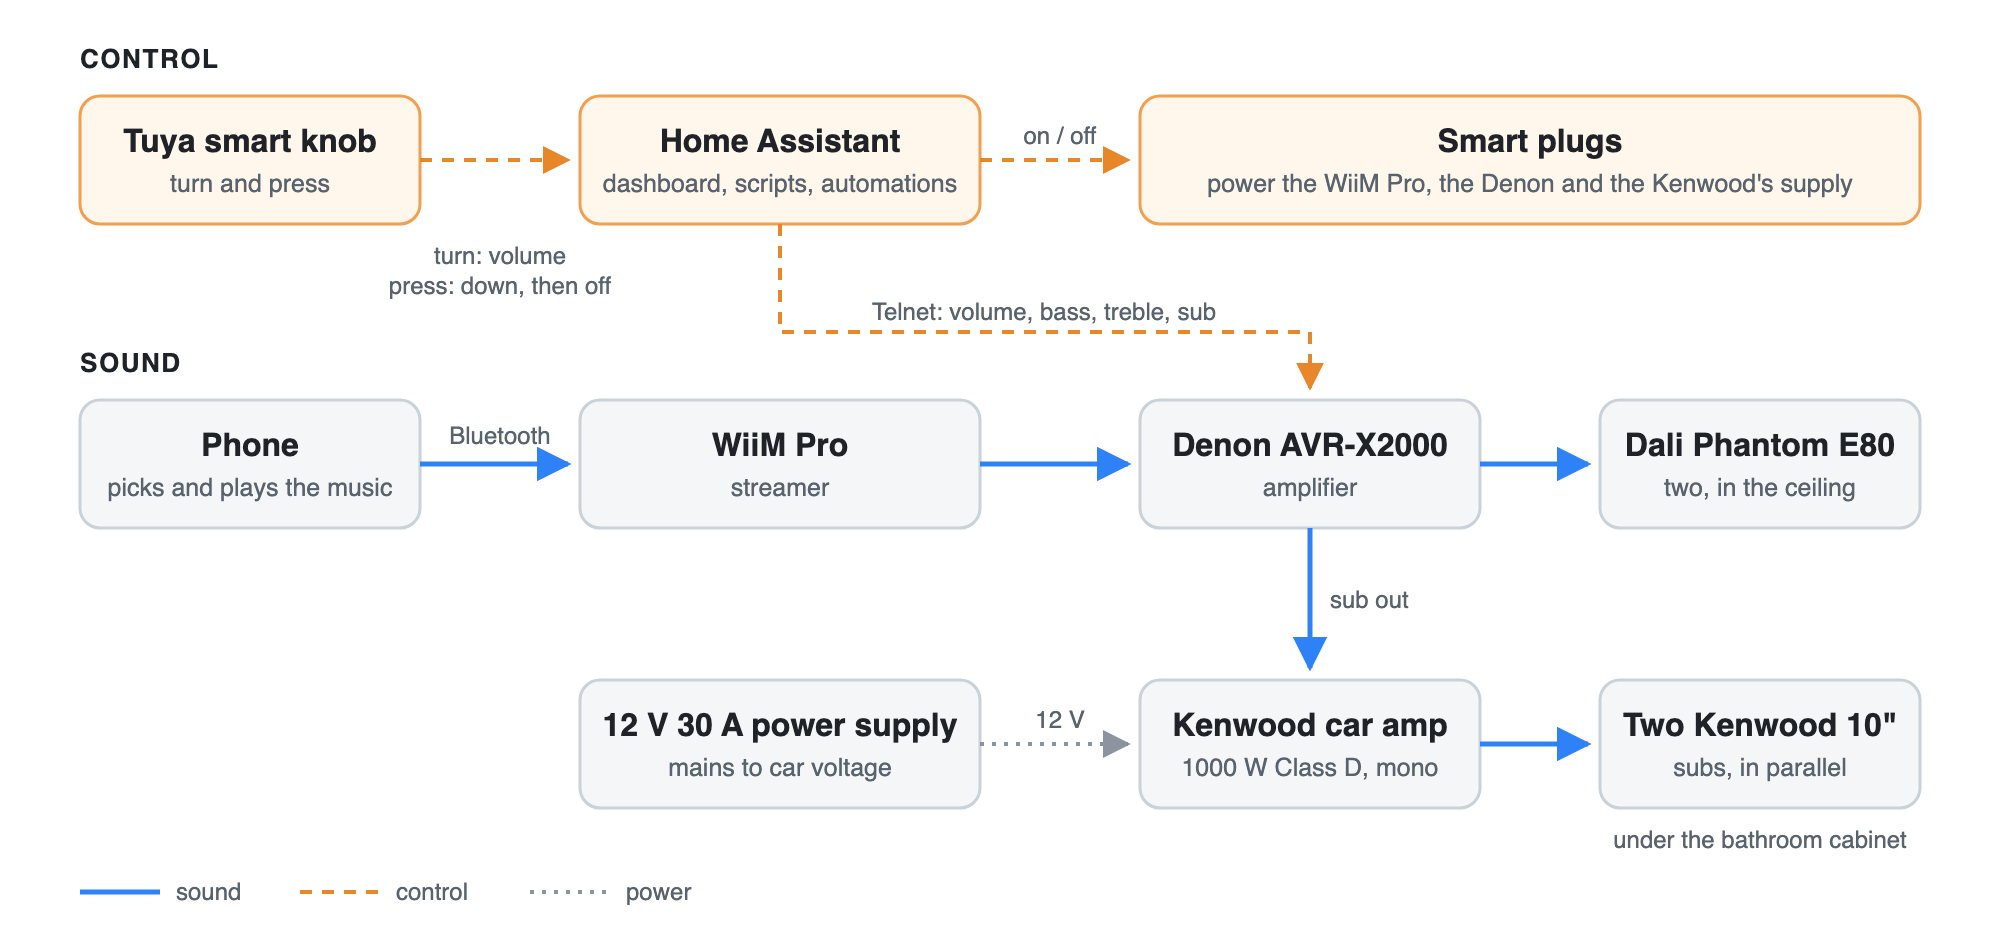 CONTROL
Tuya smart knob
turn and press
Home Assistant
dashboard, scripts, automations
on / off
Smart plugs
power the WiiM Pro, the Denon and the Kenwood's supply
turn: volume
press: down, then off
Telnet: volume, bass, treble, sub
SOUND
Phone
picks and plays the music
Bluetooth
WiiM Pro
streamer
Denon AVR-X2000
amplifier
Dali Phantom E80
two, in the ceiling
sub out
12 V 30 A power supply
mains to car voltage
12 V
Kenwood car amp
1000 W Class D, mono
Two Kenwood 10"
subs, in parallel
under the bathroom cabinet
sound
control
power